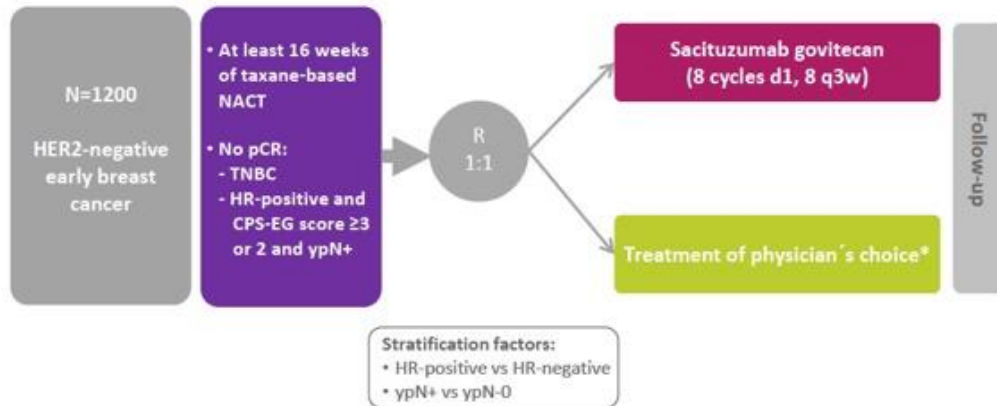 N=1200
HER2-negative
early breast
cancer
• At least 16 weeks
of taxane-based
NACT
• No pCR:
- TNBC
- HR-positive and
CPS-EG score ≥3
or 2 and ypN+
R
1:1
Sacituzumab govitecan
(8 cycles d1, 8 q3w)
Treatment of physician´s choice*
Follow-up
Stratification factors:
• HR-positive vs HR-negative
• ypN+ vs ypN-0